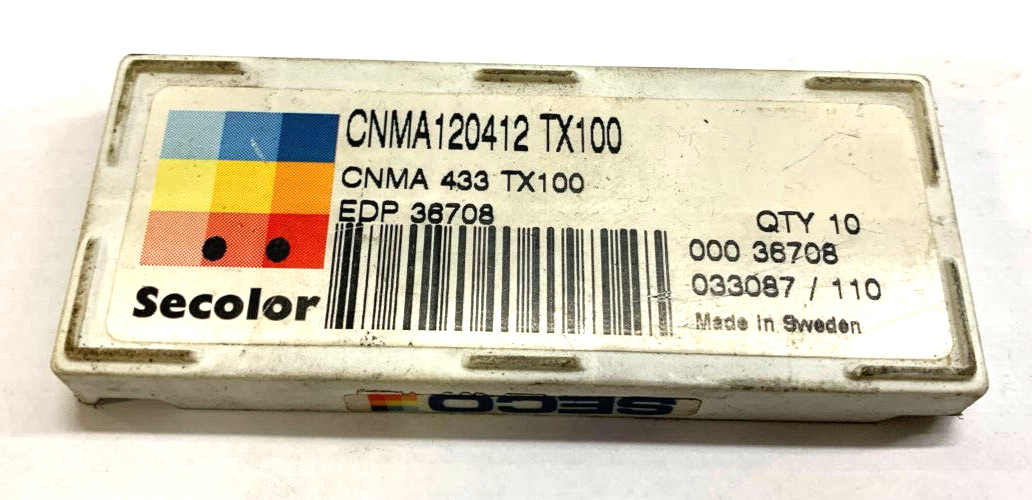 CNMA120412 TX100
CNMA 433 TX100
EDP 36708
QTY 10
000 36708
033087 / 110
Made in Sweden
Secolor
SECO